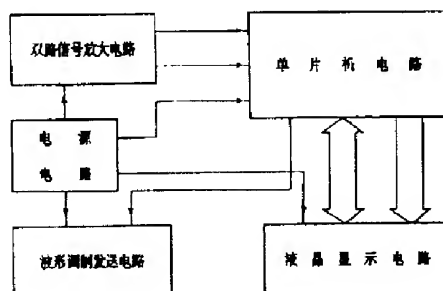 双路信号放大电路
单片机电路
电源
电路
波形调制发送电路
液晶显示电路